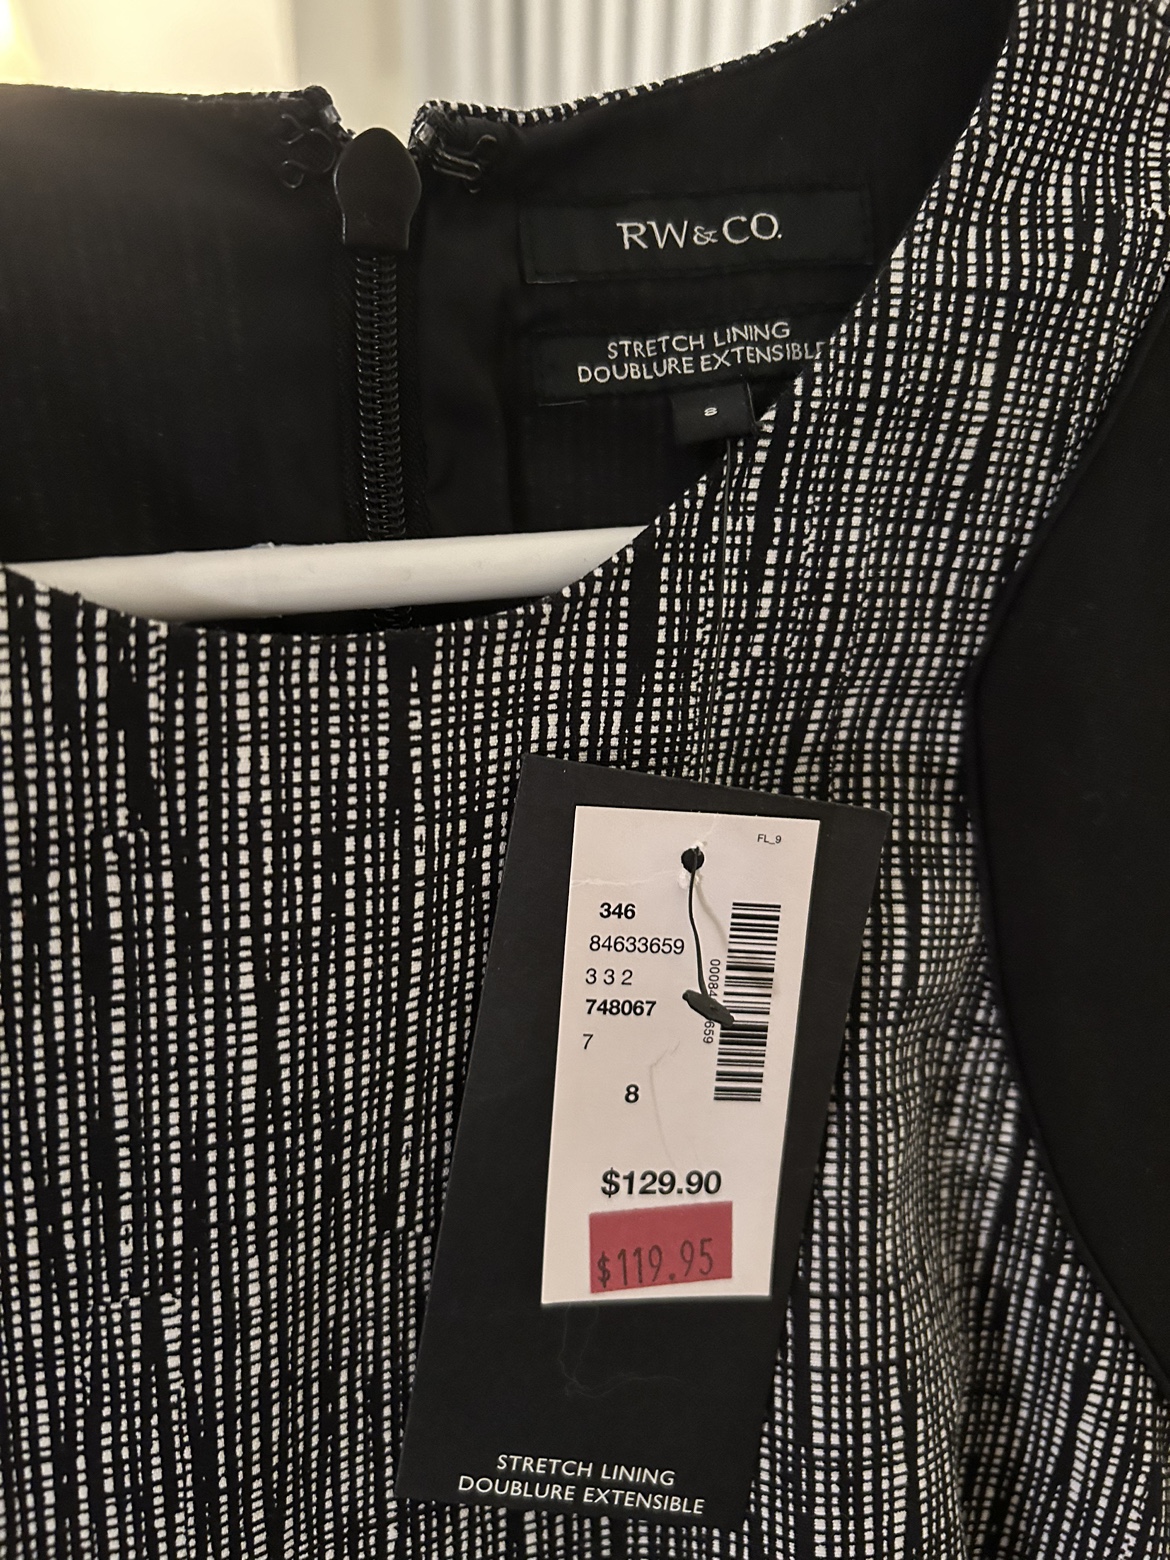 RW&CO.
STRETCH LINING
DOUBLURE EXTENSIBLE
8
FL_9
346
84633659
3 3 2
748067
7
8
$129.90
$119.95
STRETCH LINING
DOUBLURE EXTENSIBLE